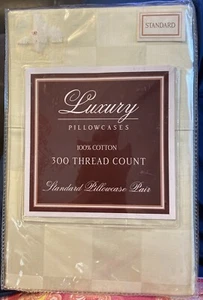 STANDARD
Luxury
PILLOWCASES
100% COTTON
300 THREAD COUNT
Standard Pillowcase Pair